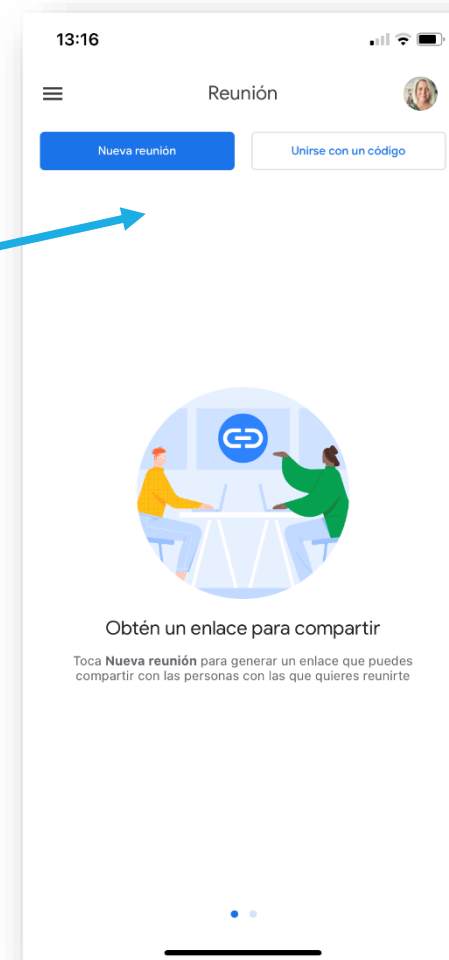 13:16
Reunión
Nueva reunión
Unirse con un código
Obtén un enlace para compartir
Toca Nueva reunión para generar un enlace que puedes
compartir con las personas con las que quieres reunirte